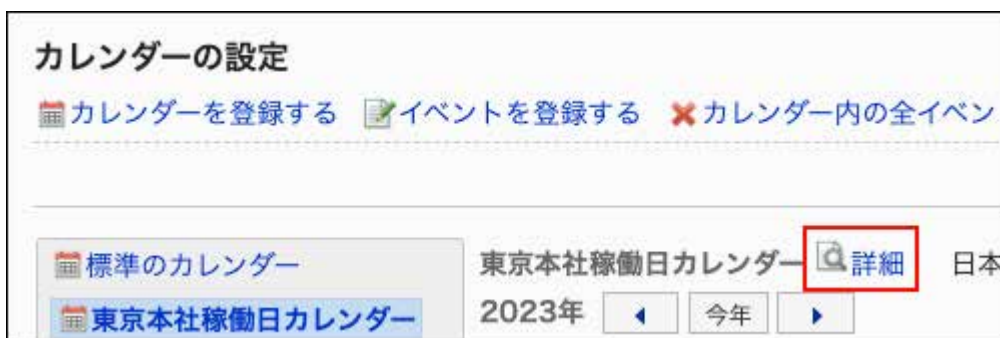 カレンダーの設定
カレンダーを登録する イベントを登録する カレンダー内の全イベン
標準のカレンダー
東京本社稼働日カレンダー
東京本社稼働日カレンダー 詳細 日本
2023年 今年